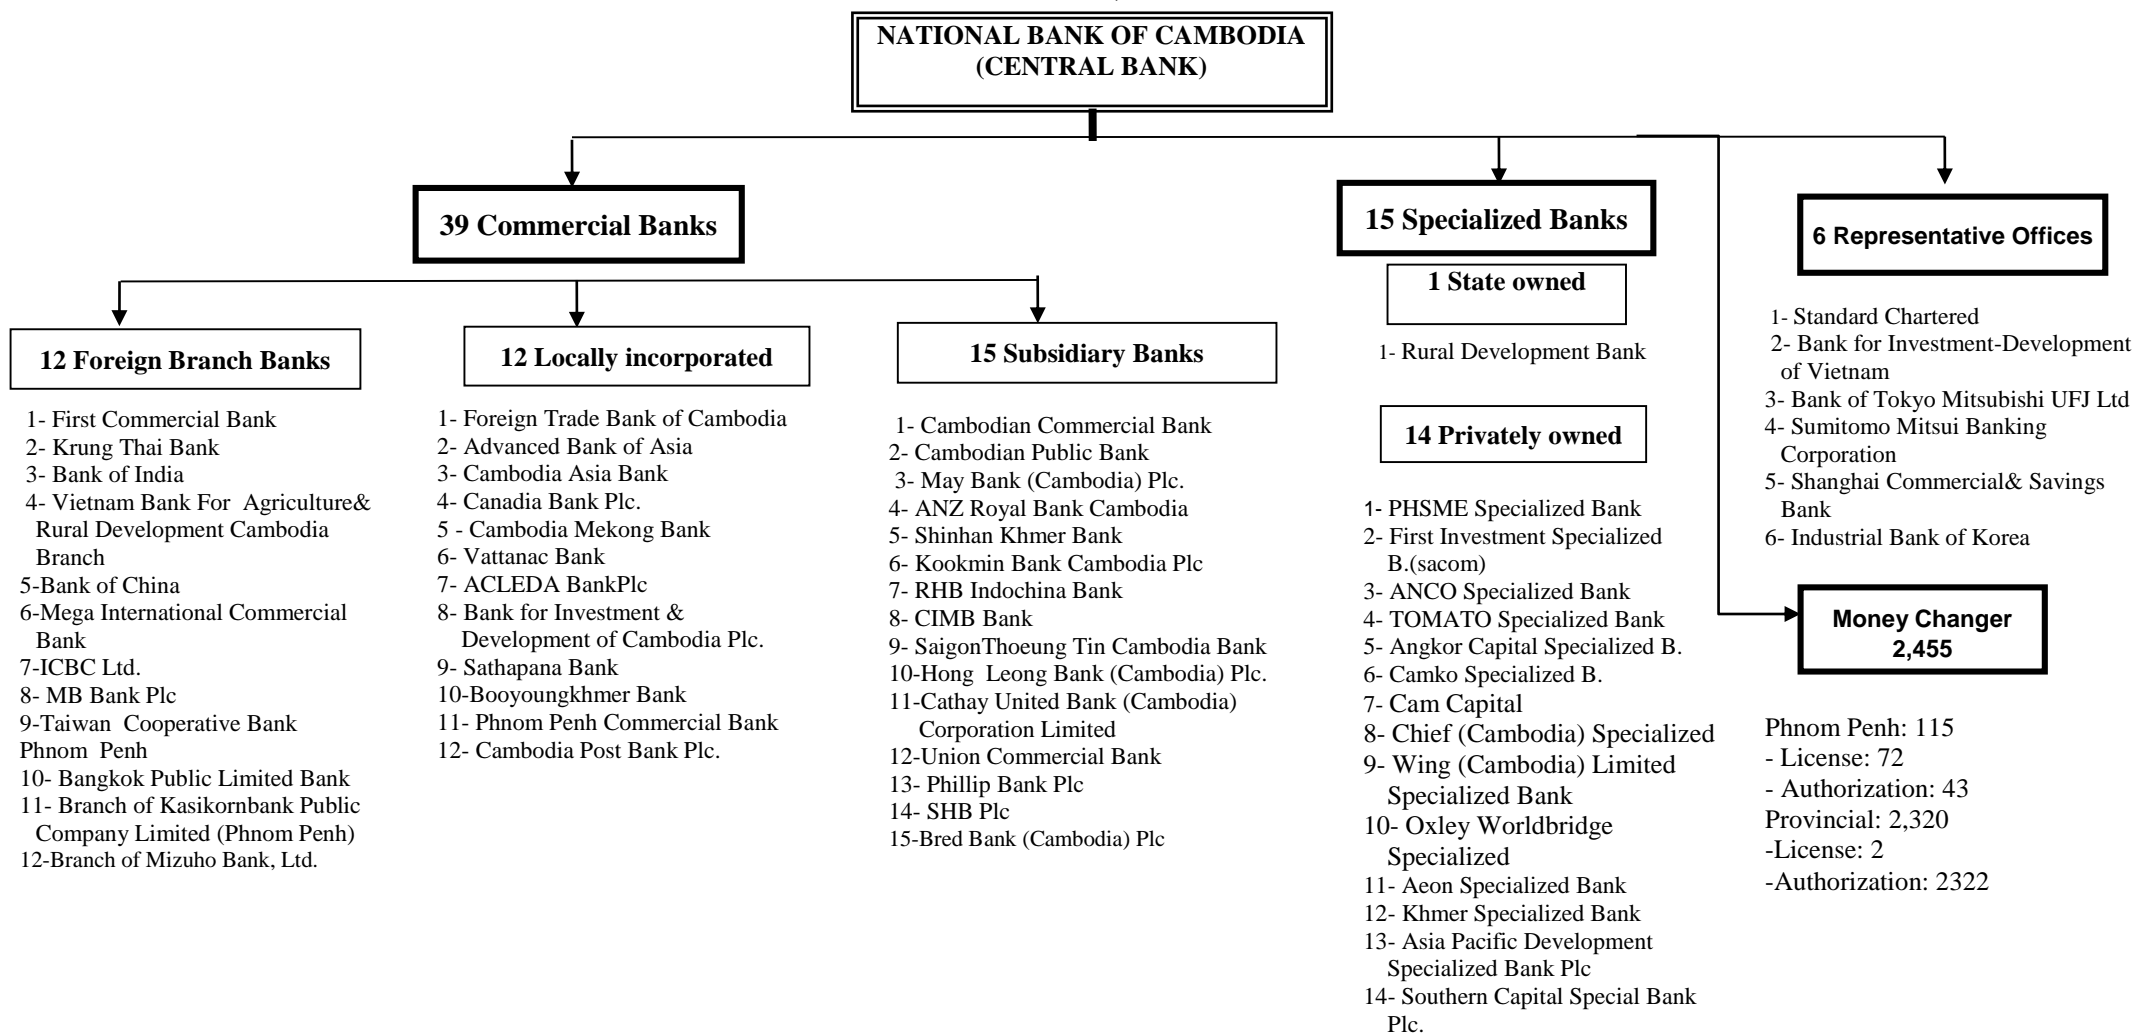 NATIONAL BANK OF CAMBODIA
(CENTRAL BANK)
39 Commercial Banks
15 Specialized Banks
6 Representative Offices
12 Foreign Branch Banks
1- First Commercial Bank
2- Krung Thai Bank
3- Bank of India
4- Vietnam Bank For Agriculture&
Rural Development Cambodia
Branch
5-Bank of China
6-Mega International Commercial
Bank
7-ICBC Ltd.
8- MB Bank Plc
9-Taiwan Cooperative Bank
Phnom Penh
10- Bangkok Public Limited Bank
11- Branch of Kasikornbank Public
Company Limited (Phnom Penh)
12-Branch of Mizuho Bank, Ltd.
12 Locally incorporated
1- Foreign Trade Bank of Cambodia
2- Advanced Bank of Asia
3- Cambodia Asia Bank
4- Canadia Bank Plc.
5 - Cambodia Mekong Bank
6- Vattanac Bank
7- ACLEDA BankPlc
8- Bank for Investment &
Development of Cambodia Plc.
9- Sathapana Bank
10-Booyoungkhmer Bank
11- Phnom Penh Commercial Bank
12- Cambodia Post Bank Plc.
15 Subsidiary Banks
1- Cambodian Commercial Bank
2- Cambodian Public Bank
3- May Bank (Cambodia) Plc.
4- ANZ Royal Bank Cambodia
5- Shinhan Khmer Bank
6- Kookmin Bank Cambodia Plc
7- RHB Indochina Bank
8- CIMB Bank
9- SaigonThoeung Tin Cambodia Bank
10-Hong Leong Bank (Cambodia) Plc.
11-Cathay United Bank (Cambodia)
Corporation Limited
12-Union Commercial Bank
13- Phillip Bank Plc
14- SHB Plc
15-Bred Bank (Cambodia) Plc
1 State owned
1- Rural Development Bank
14 Privately owned
1- PHSME Specialized Bank
2- First Investment Specialized
B.(sacom)
3- ANCO Specialized Bank
4- TOMATO Specialized Bank
5- Angkor Capital Specialized B.
6- Camko Specialized B.
7- Cam Capital
8- Chief (Cambodia) Specialized
9- Wing (Cambodia) Limited
Specialized Bank
10- Oxley Worldbridge
Specialized
11- Aeon Specialized Bank
12- Khmer Specialized Bank
13- Asia Pacific Development
Specialized Bank Plc
14- Southern Capital Special Bank
Plc.
1- Standard Chartered
2- Bank for Investment-Development
of Vietnam
3- Bank of Tokyo Mitsubishi UFJ Ltd
4- Sumitomo Mitsui Banking
Corporation
5- Shanghai Commercial& Savings
Bank
6- Industrial Bank of Korea
Money Changer
2,455
Phnom Penh: 115
- License: 72
- Authorization: 43
Provincial: 2,320
-License: 2
-Authorization: 2322